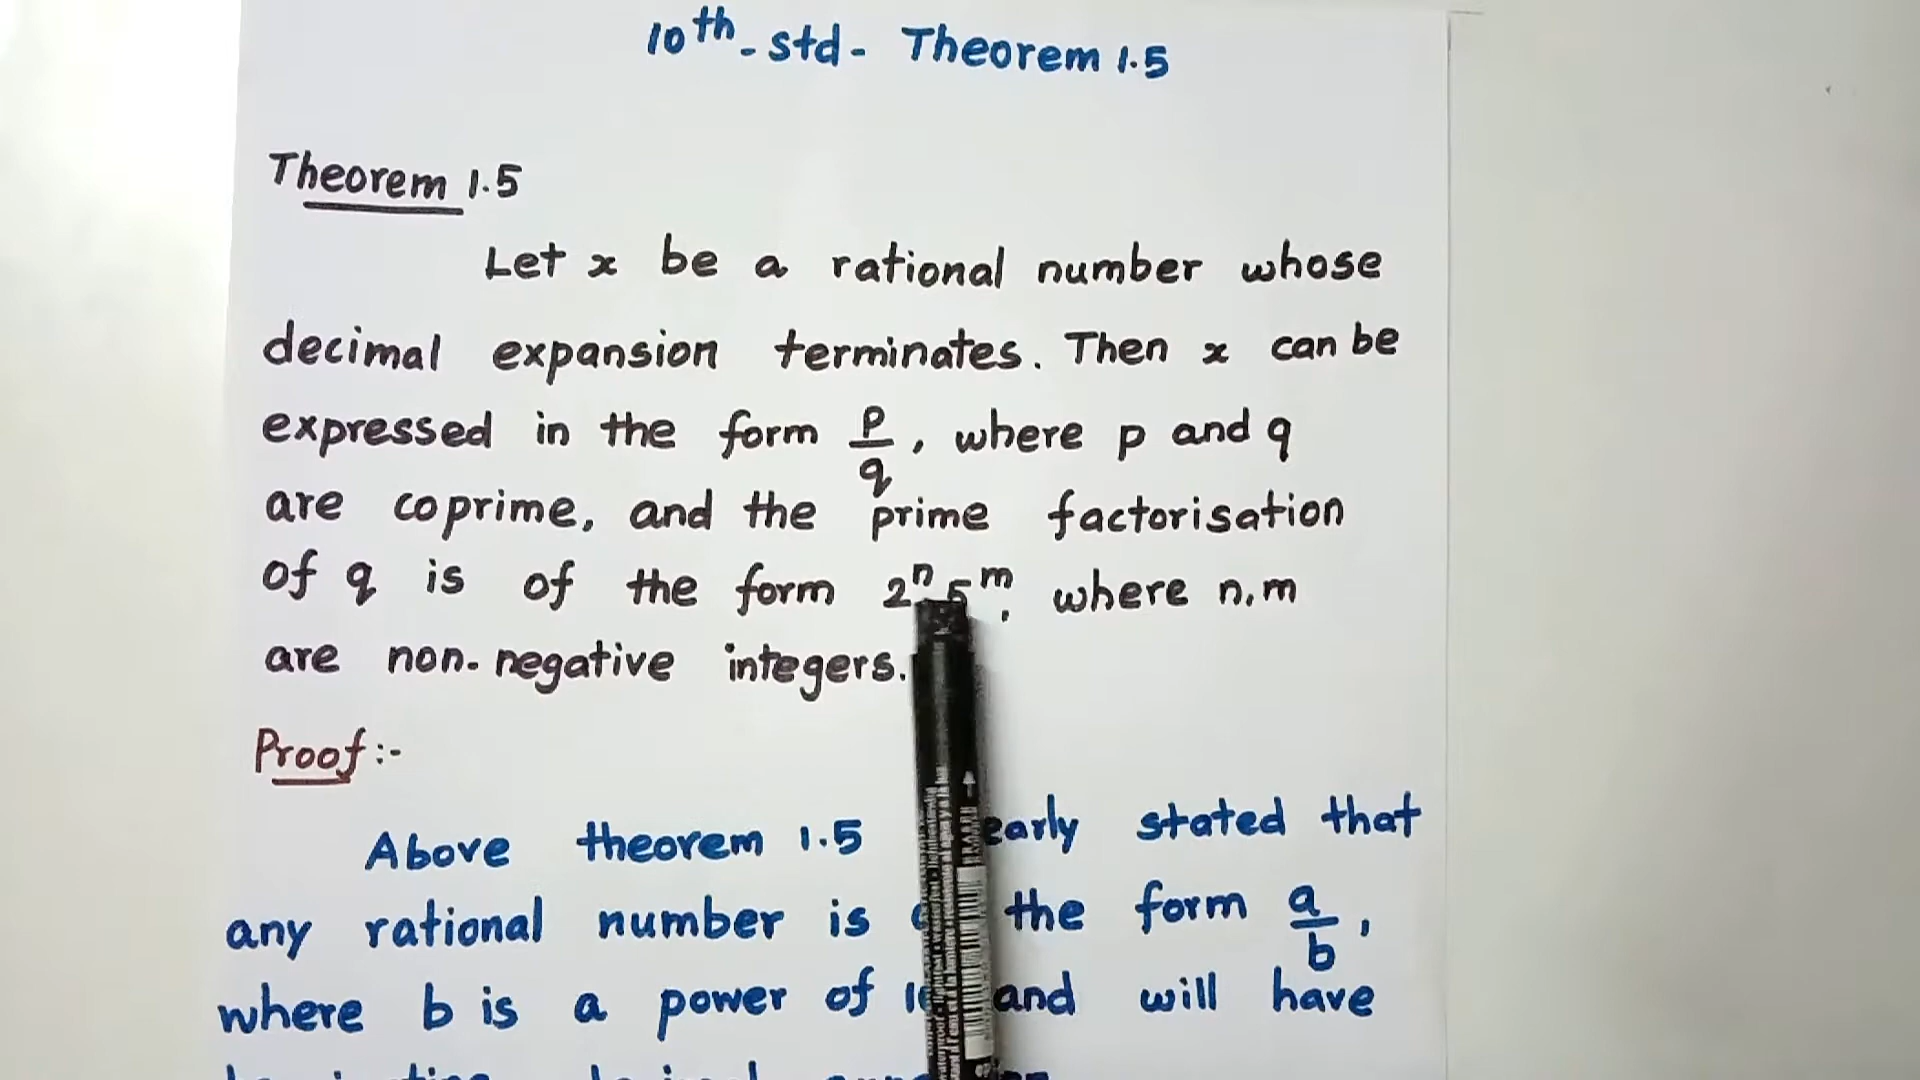 10th - std - Theorem 1.5
Theorem 1.5
Let x be a rational number whose
decimal expansion terminates. Then x can be
expressed in the form p/q, where p and q
are coprime, and the prime factorisation
of q is of the form 2^n 5^m, where n,m
are non-negative integers.
Proof :-
Above theorem 1.5 stated that
any rational number is the form a/b,
where b is a power of and will have